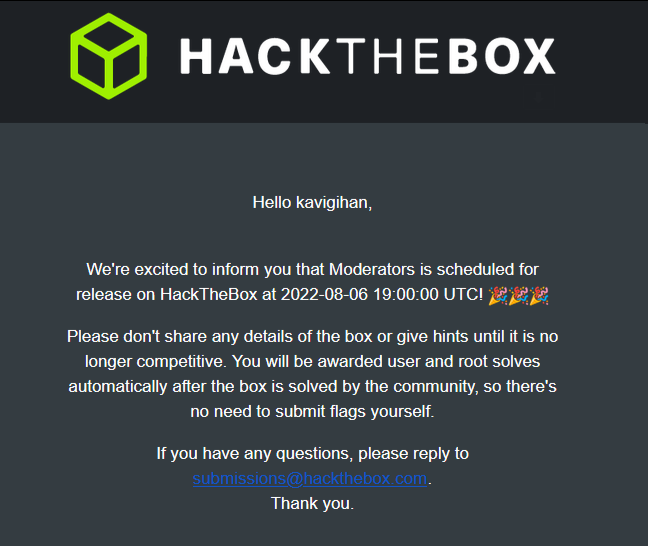 HACKTHEBOX
Hello kavigihan,
We're excited to inform you that Moderators is scheduled for
release on HackTheBox at 2022-08-06 19:00:00 UTC! 🎉🎉🎉
Please don't share any details of the box or give hints until it is no
longer competitive. You will be awarded user and root solves
automatically after the box is solved by the community, so there's
no need to submit flags yourself.
If you have any questions, please reply to
submissions@hackthebox.com.
Thank you.